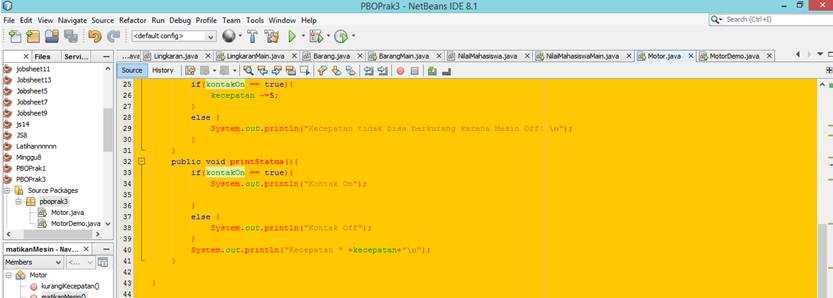 PBOPrak3 - NetBeans IDE 8.1
File Edit View Navigate Source Refactor Run Debug Profile Team Tools Window Help
Search (Ctrl+I)
<default config>
Files Servi...
...ava Lingkaran.java LingkaranMain.java Barang.java BarangMain.java NilaiMahasiswa.java NilaiMahasiswaMain.java Motor.java MotorDemo.java
Source History
jobsheet11
Jobsheet13
Jobsheet5
Jobsheet7
Jobsheet9
js14
JS8
Latihannnnn
Minggu8
PBOPrak1
PBOPrak3
Source Packages
pboprak3
Motor.java
MotorDemo.java
matikanMesin - Nav...
Members <...
Motor
kurangKecepatan()
matikanMesin()
25 if(kontakOn == true){
26 kecepatan -=5;
27 }
28 else {
29 System.out.println("Kecepatan tidak bisa berkurang karena Mesin Off! \n");
30 }
31 }
32 public void printStatus(){
33 if(kontakOn == true){
34 System.out.println("Kontak On");
35
36 }
37 else {
38 System.out.println("Kontak Off");
39 }
40 System.out.println("Kecepatan " +kecepatan+"\n");
41 }
42
43 }
44